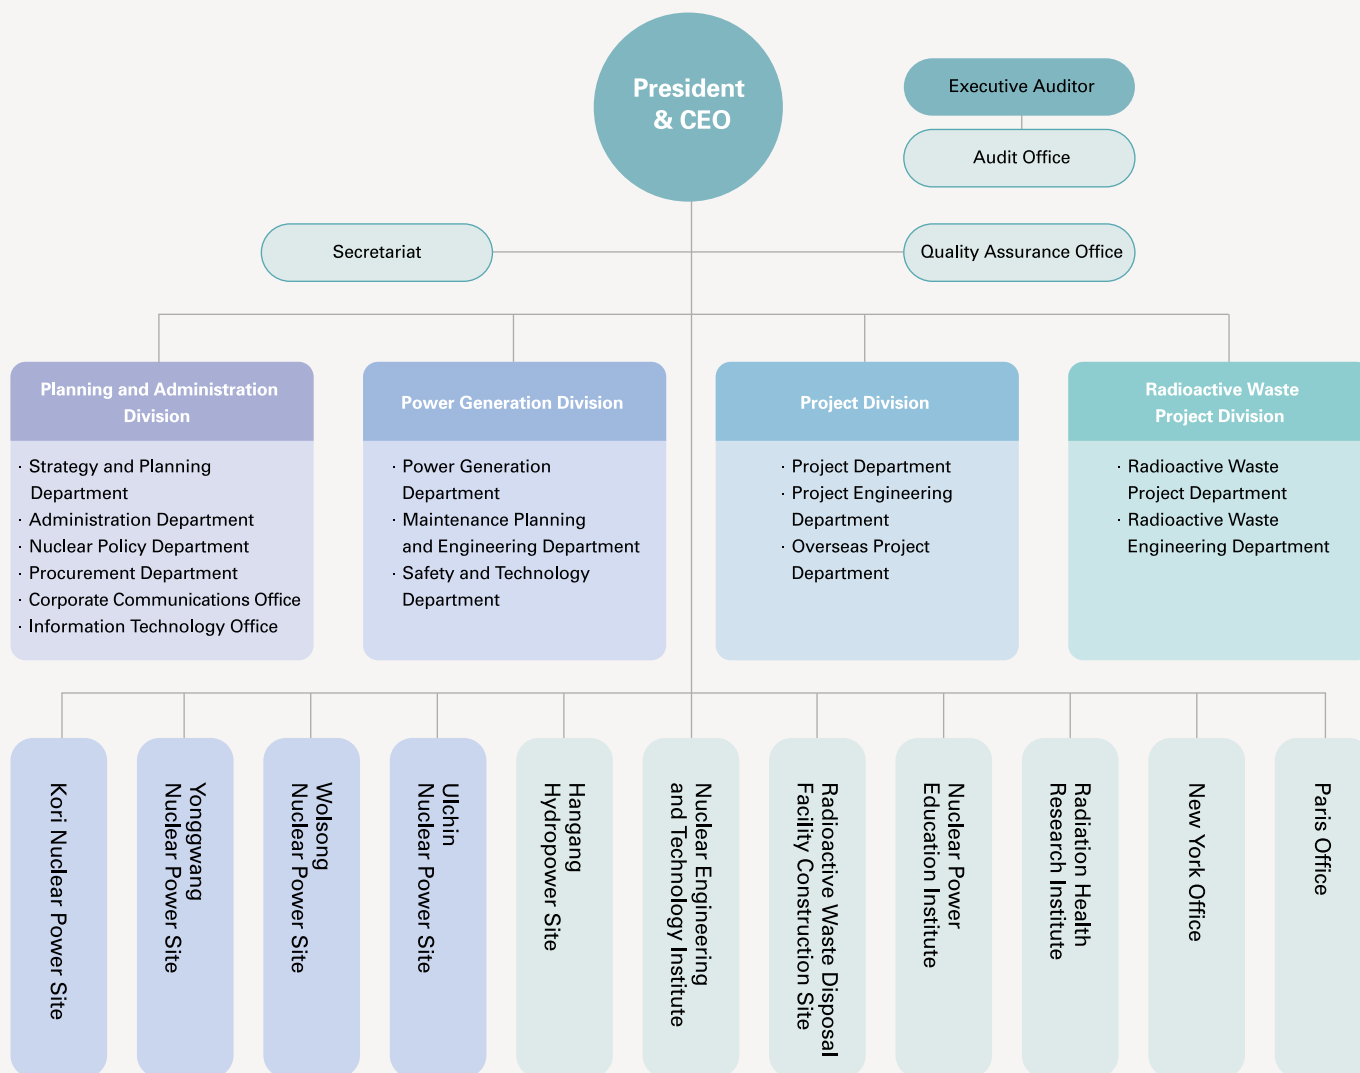 President
& CEO
Executive Auditor
Audit Office
Secretariat
Quality Assurance Office
Planning and Administration
Division
· Strategy and Planning
Department
· Administration Department
· Nuclear Policy Department
· Procurement Department
· Corporate Communications Office
· Information Technology Office
Power Generation Division
· Power Generation
Department
· Maintenance Planning
and Engineering Department
· Safety and Technology
Department
Project Division
· Project Department
· Project Engineering
Department
· Overseas Project
Department
Radioactive Waste
Project Division
· Radioactive Waste
Project Department
· Radioactive Waste
Engineering Department
Kori Nuclear Power Site
Yonggwang
Nuclear Power Site
Wolsong
Nuclear Power Site
Ulchin
Nuclear Power Site
Hangang
Hydropower Site
Nuclear Engineering
and Technology Institute
Radioactive Waste Disposal
Facility Construction Site
Nuclear Power
Education Institute
Radiation Health
Research Institute
New York Office
Paris Office